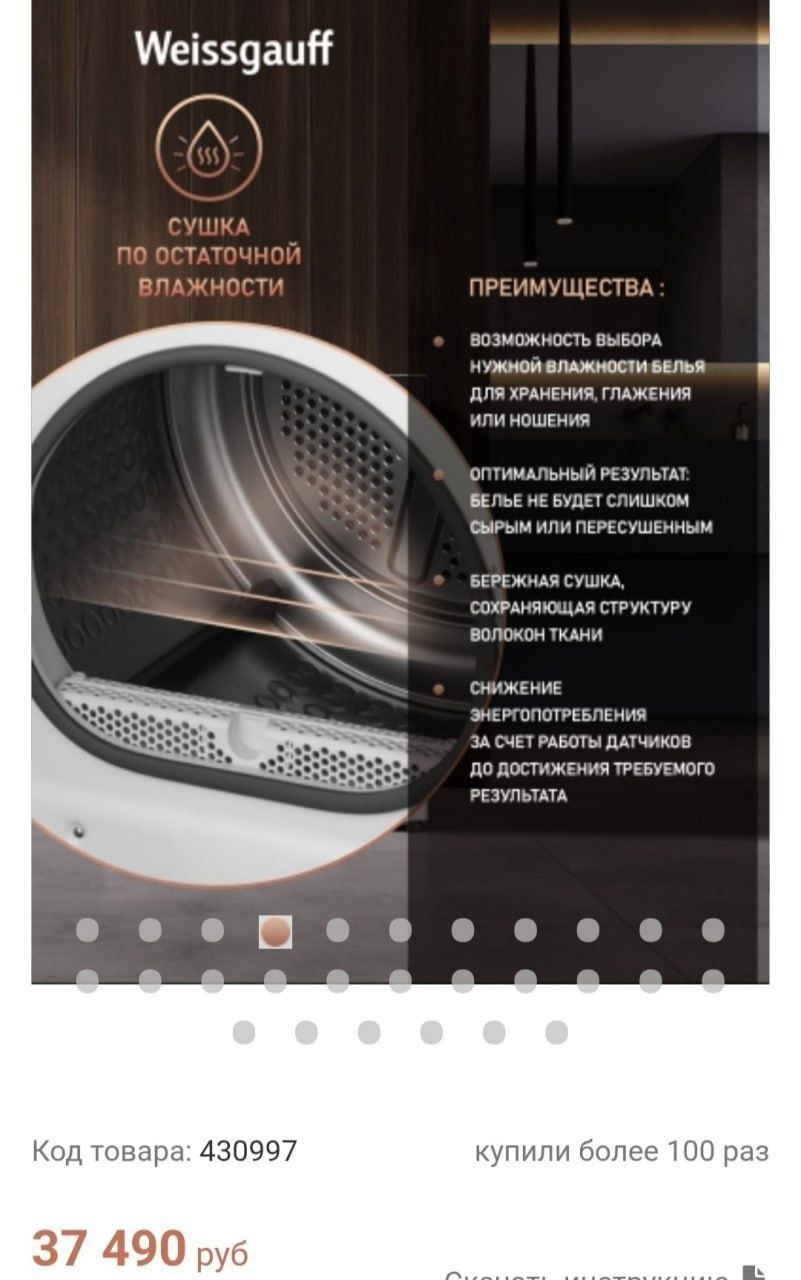 Weissgauff
СУШКА
ПО ОСТАТОЧНОЙ
ВЛАЖНОСТИ
ПРЕИМУЩЕСТВА :
ВОЗМОЖНОСТЬ ВЫБОРА
НУЖНОЙ ВЛАЖНОСТИ БЕЛЬЯ
ДЛЯ ХРАНЕНИЯ, ГЛАЖЕНИЯ
ИЛИ НОШЕНИЯ
ОПТИМАЛЬНЫЙ РЕЗУЛЬТАТ:
БЕЛЬЕ НЕ БУДЕТ СЛИШКОМ
СЫРЫМ ИЛИ ПЕРЕСУШЕННЫМ
БЕРЕЖНАЯ СУШКА,
СОХРАНЯЮЩАЯ СТРУКТУРУ
ВОЛОКОН ТКАНИ
СНИЖЕНИЕ
ЭНЕРГОПОТРЕБЛЕНИЯ
ЗА СЧЕТ РАБОТЫ ДАТЧИКОВ
ДО ДОСТИЖЕНИЯ ТРЕБУЕМОГО
РЕЗУЛЬТАТА
Код товара: 430997
купили более 100 раз
37 490 руб
Скачать инструкцию